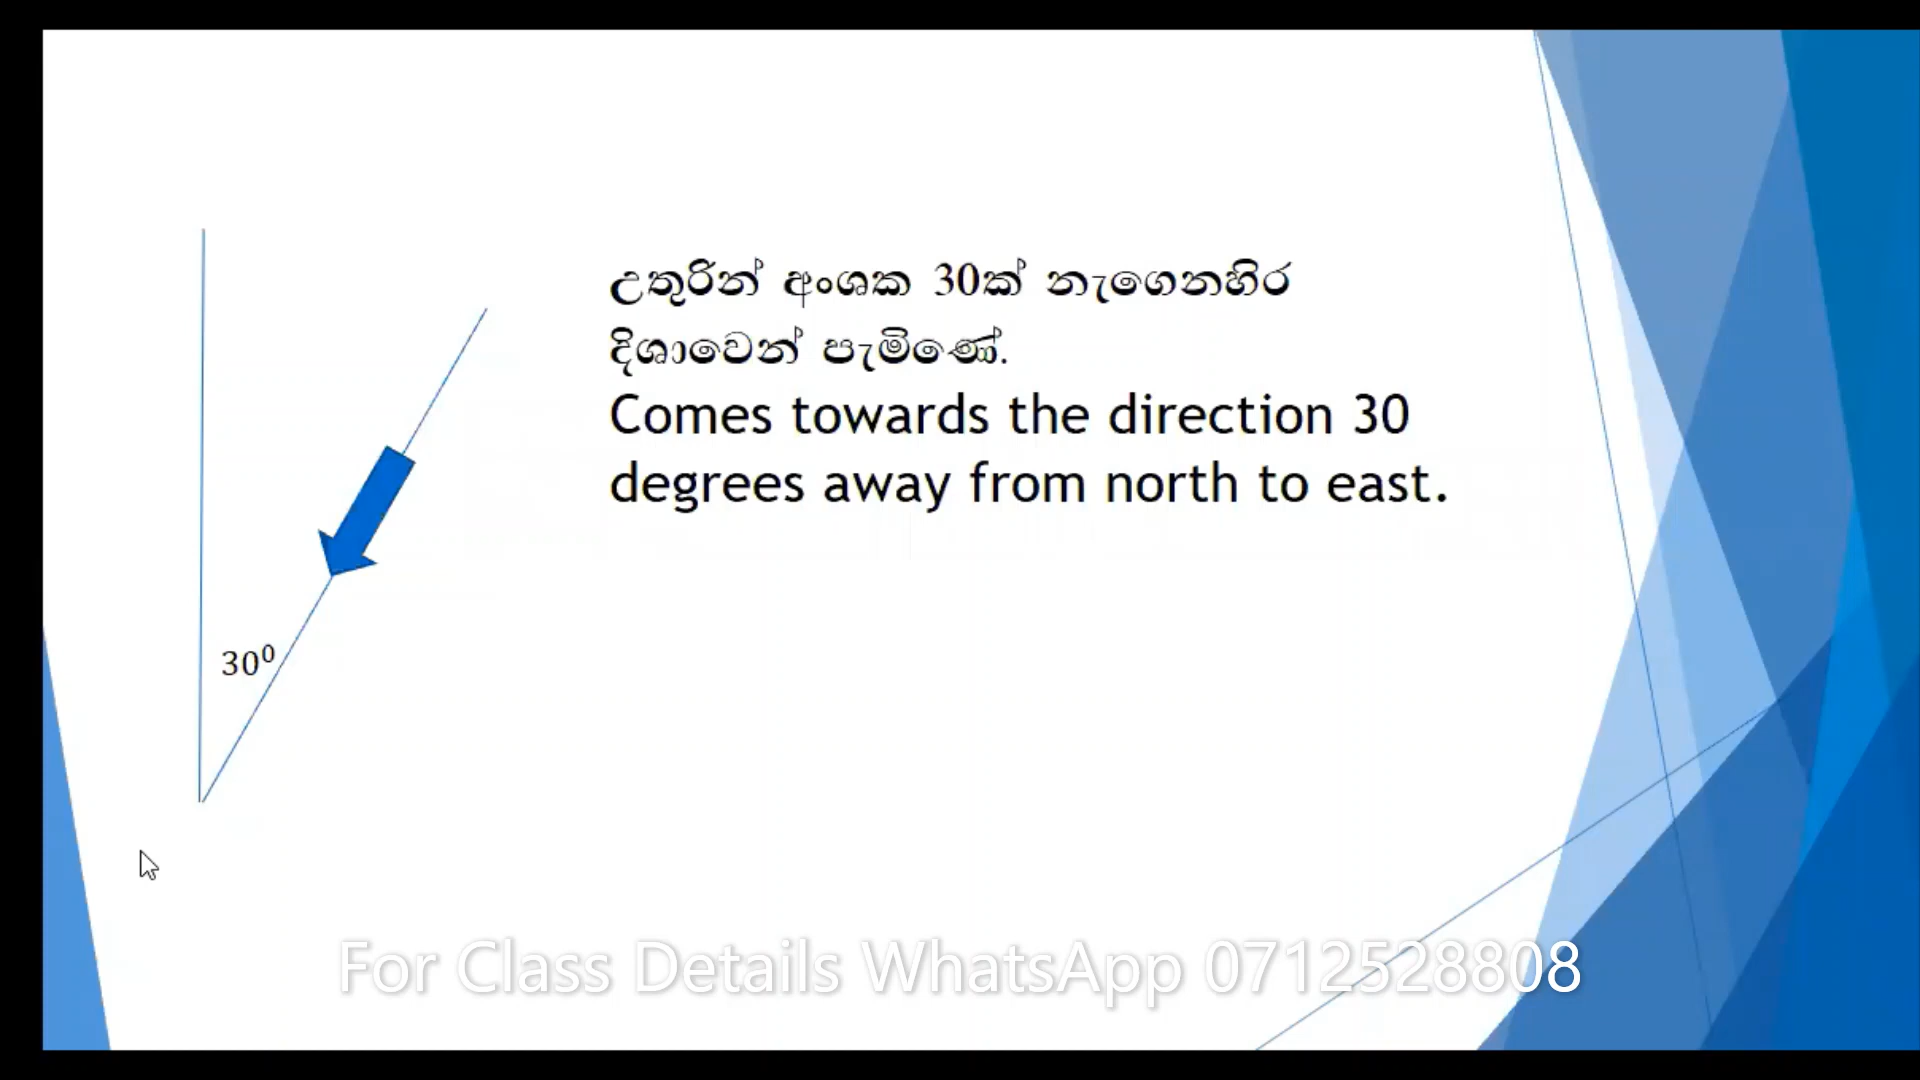 උතුරින් අංශක 30ක් නැගෙනහිර
දිශාවෙන් පැමිණේ.
Comes towards the direction 30
degrees away from north to east.
30⁰
For Class Details WhatsApp 0712528808